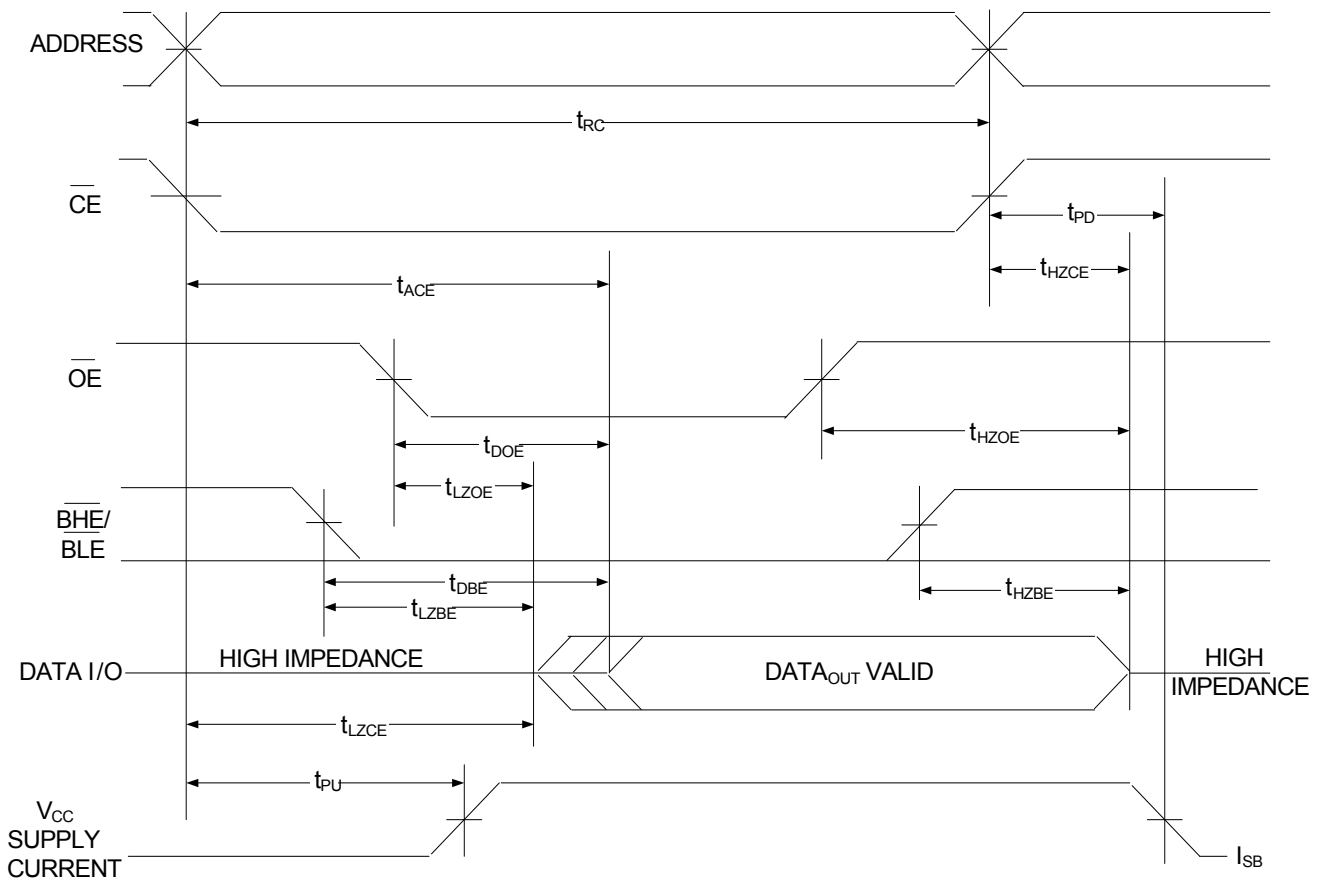 ADDRESS
tRC
CE
tPD
tHZCE
tACE
OE
tDOE
tHZOE
tLZOE
BHE/
BLE
tDBE
tHZBE
tLZBE
DATA I/O
HIGH IMPEDANCE
DATAOUT VALID
HIGH
IMPEDANCE
tLZCE
tPU
VCC
SUPPLY
CURRENT
ISB